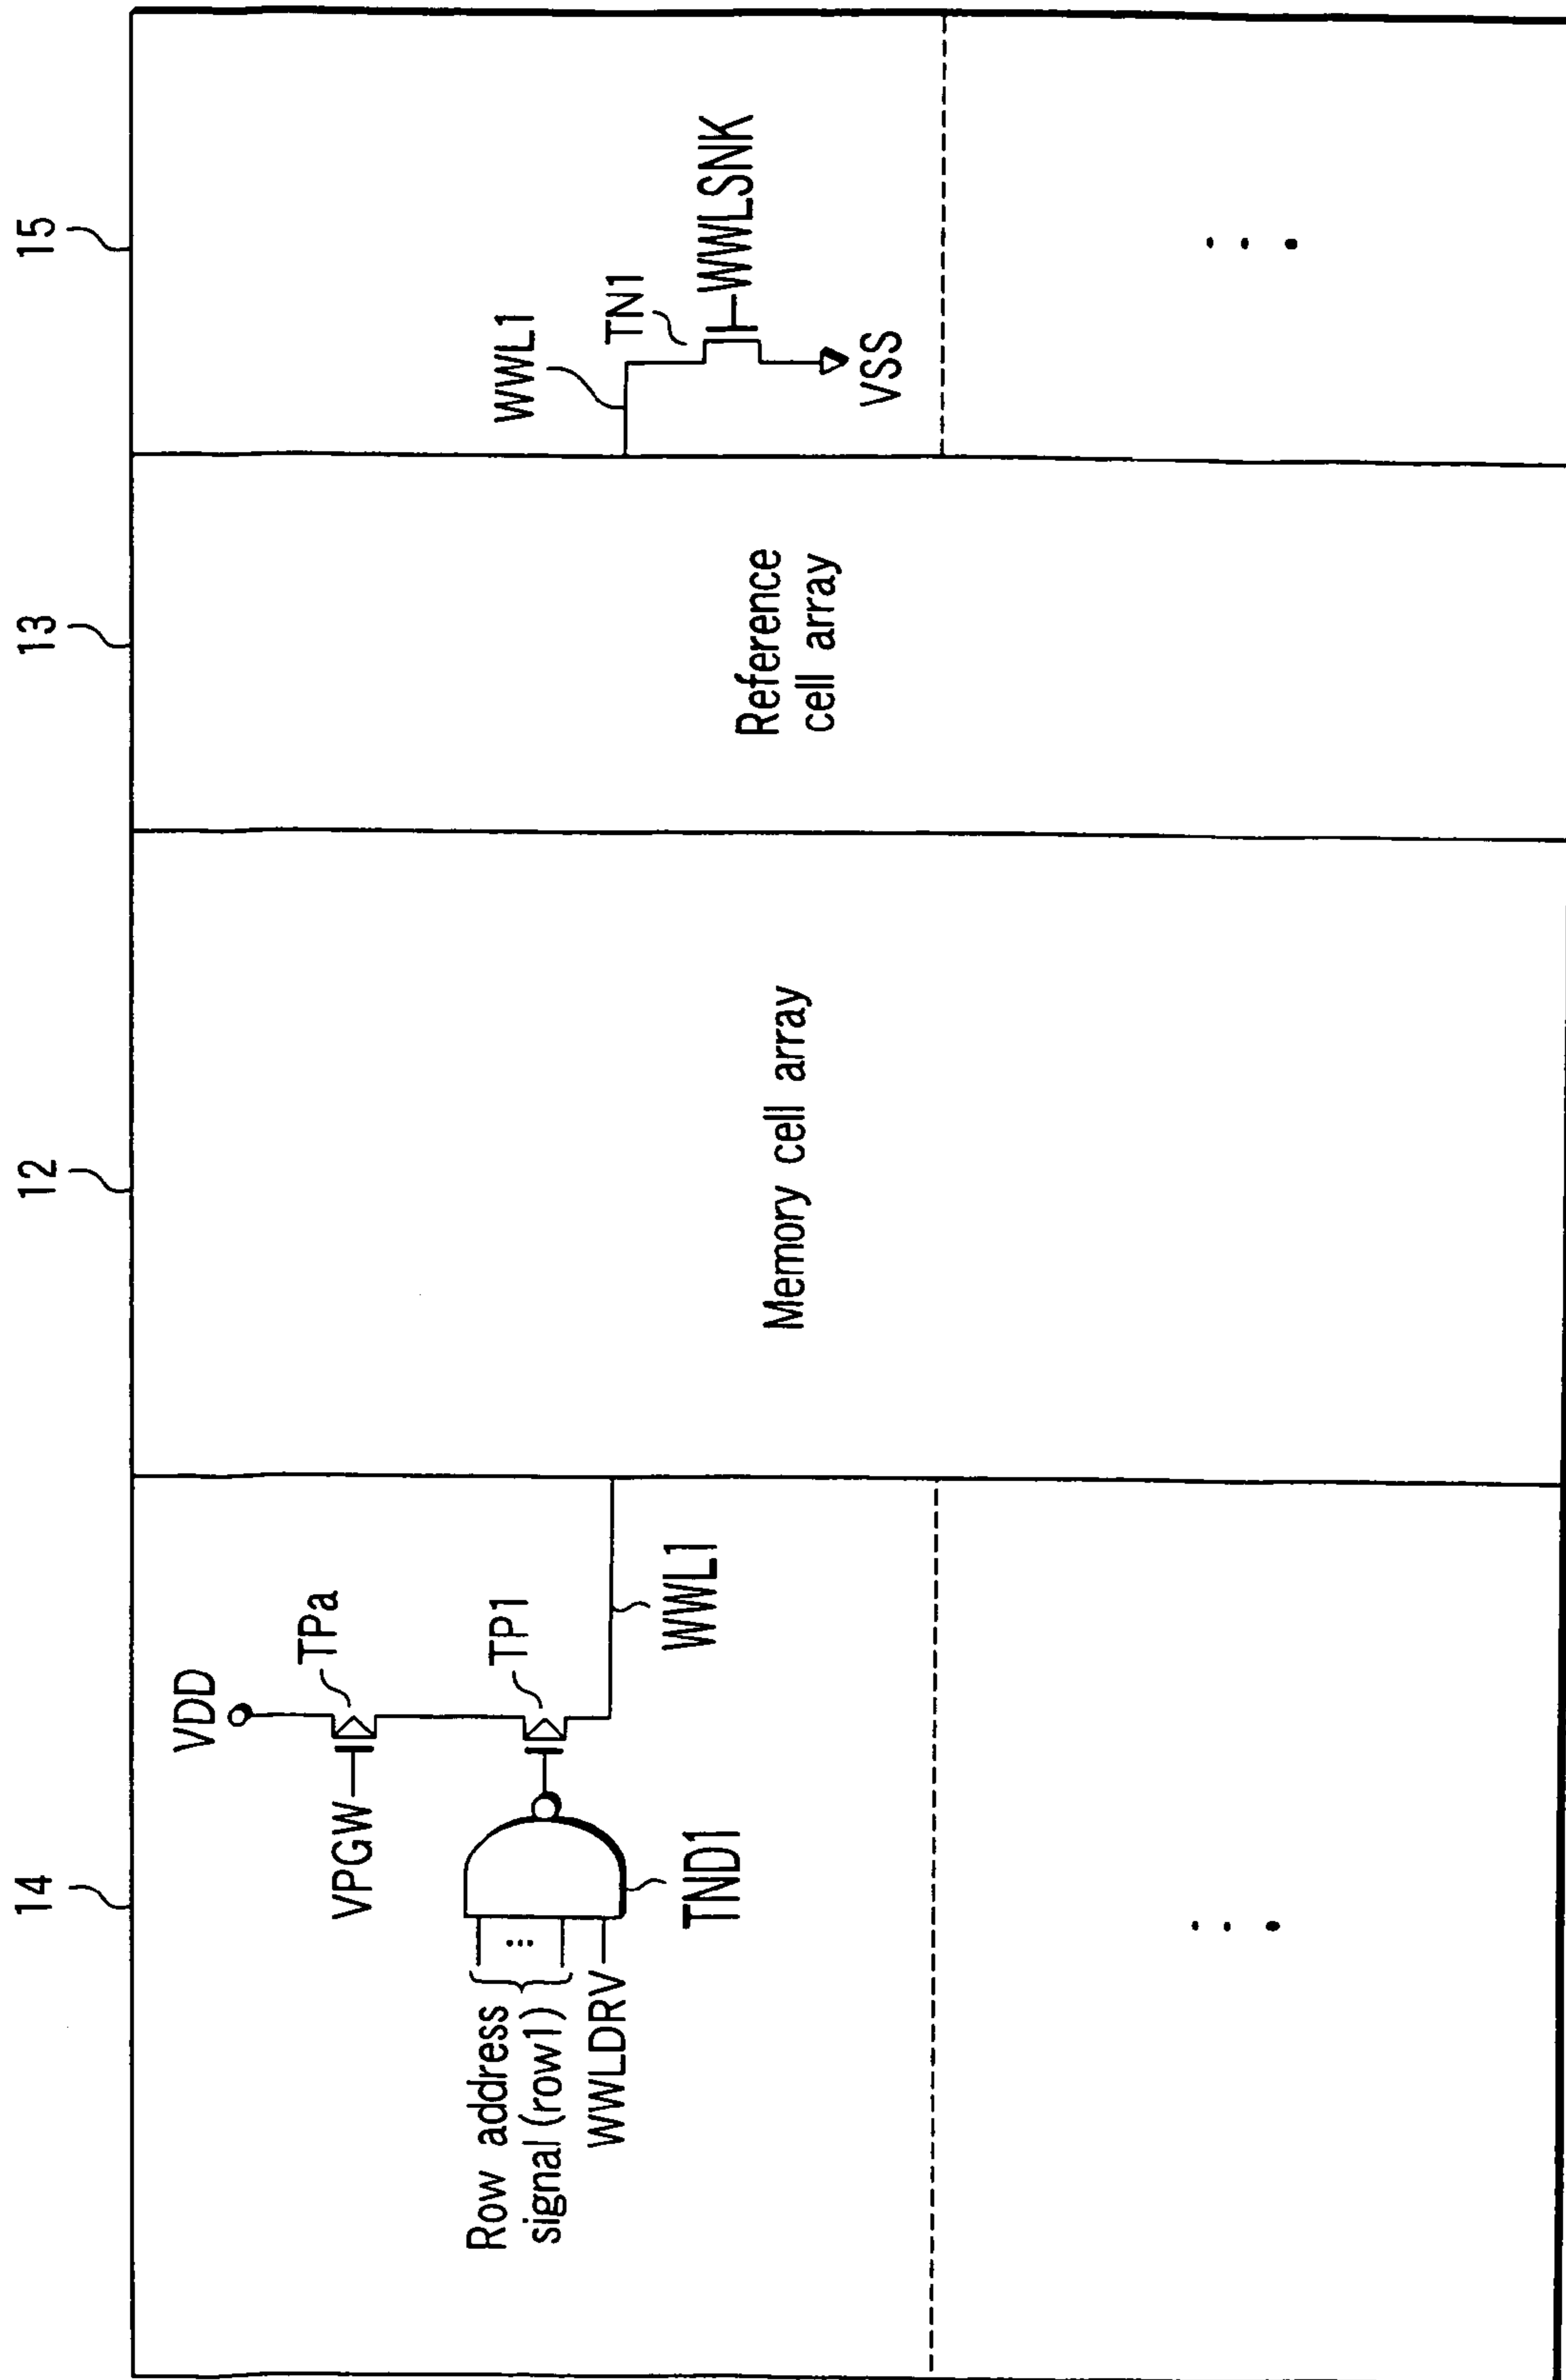 14
12
13
15
VDD
TPa
VPGW
TP1
Row address
signal (row1)
WWLDRV
TND1
WWL1
Memory cell array
Reference
cell array
WWL1
TN1
WWLSNK
VSS